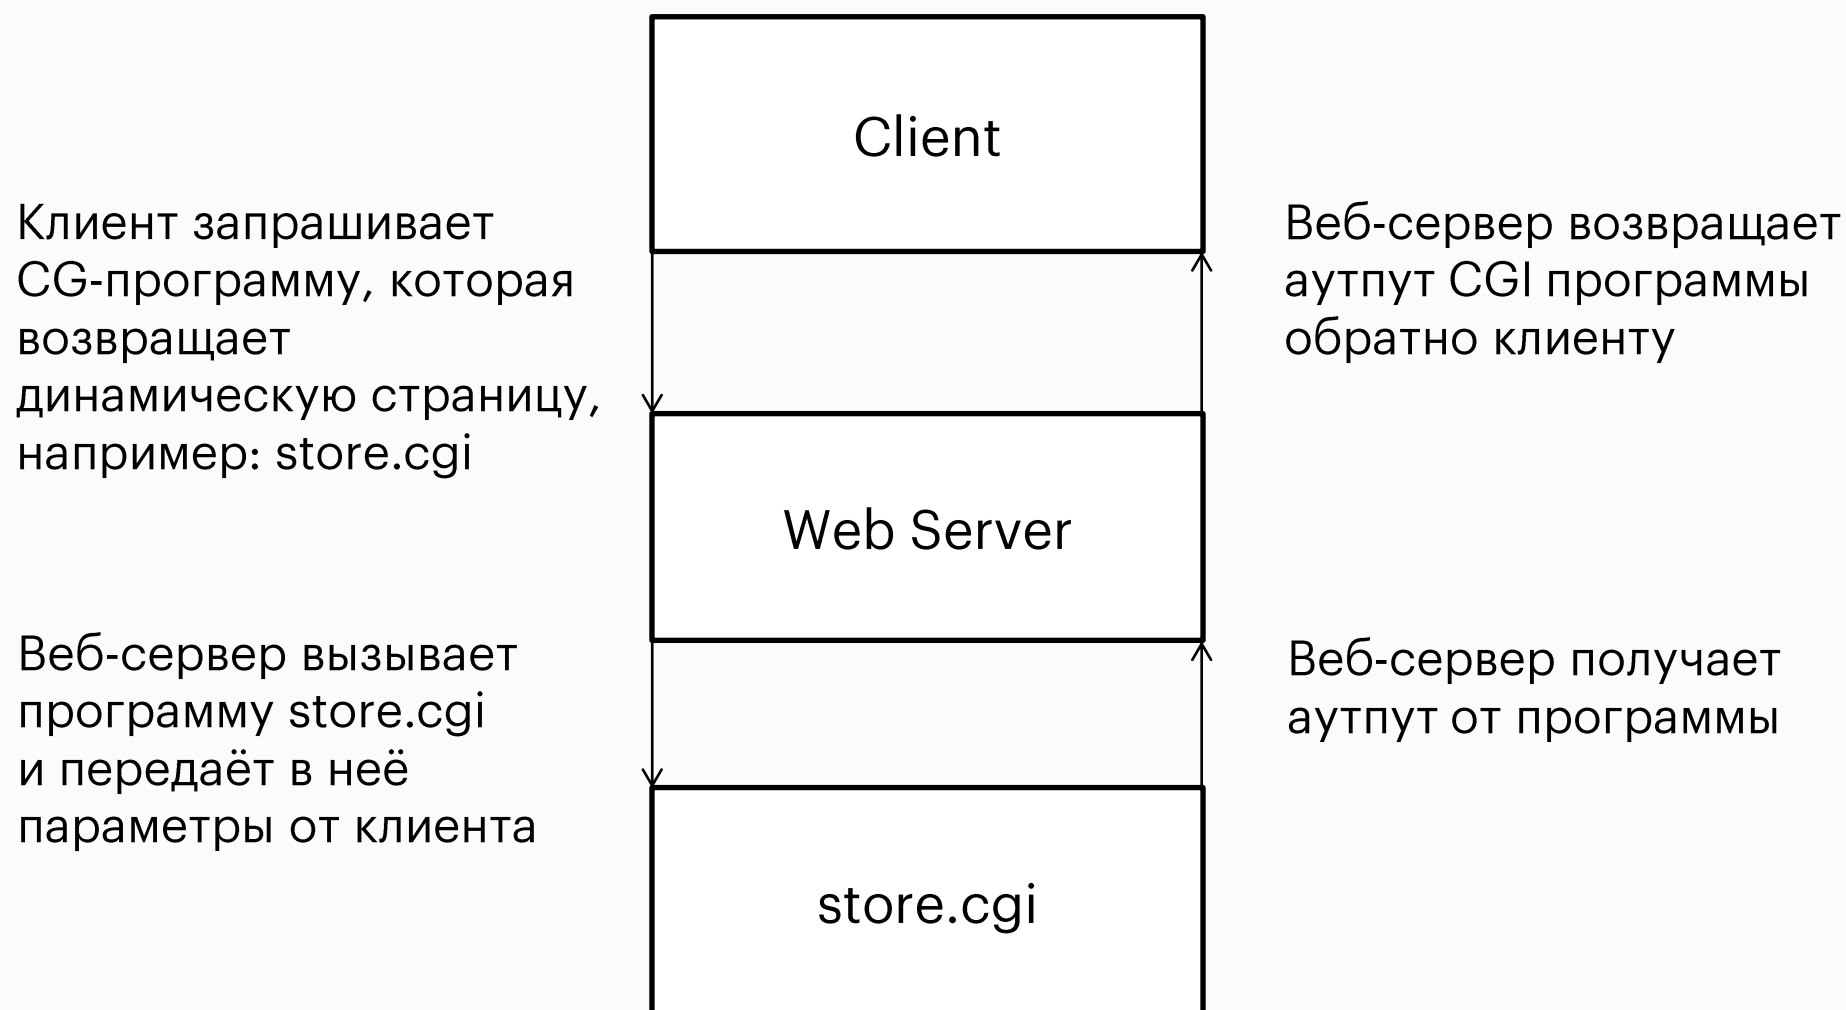 Client
Клиент запрашивает
CG-программу, которая
возвращает
динамическую страницу,
например: store.cgi
Веб-сервер возвращает
аутпут CGI программы
обратно клиенту
Web Server
Веб-сервер вызывает
программу store.cgi
и передаёт в неё
параметры от клиента
Веб-сервер получает
аутпут от программы
store.cgi